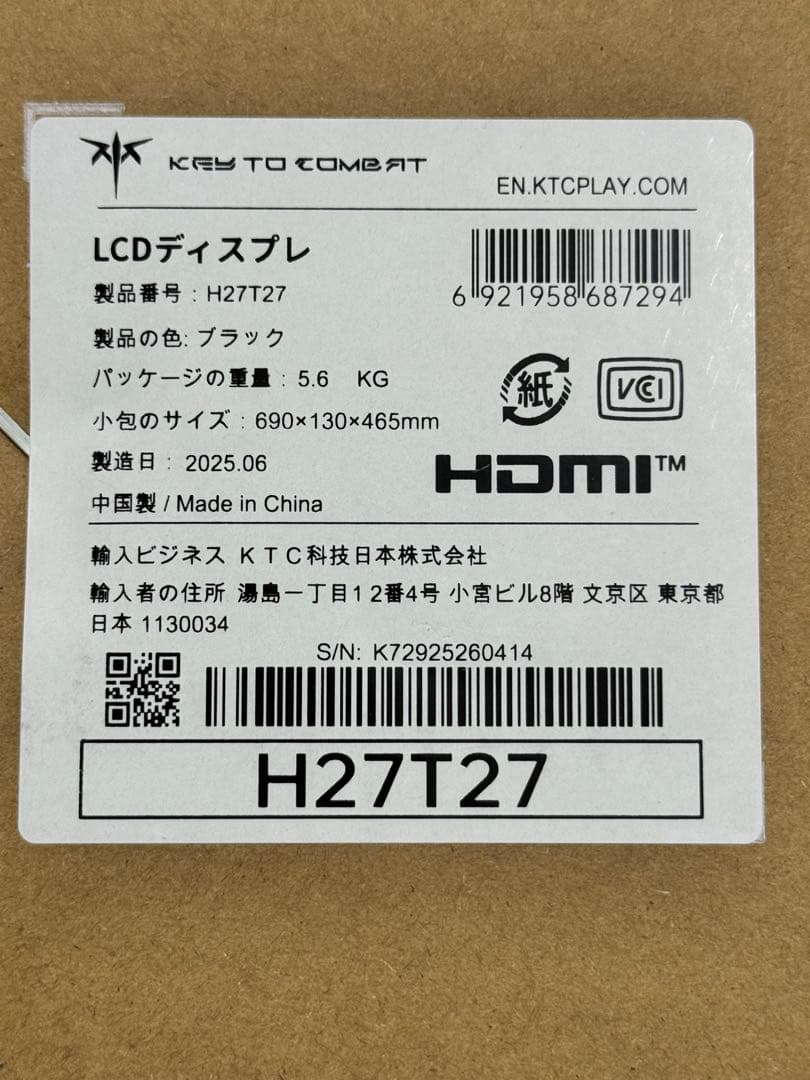 KEY TO COMBAT
EN.KTCPLAY.COM
LCDディスプレ
製品番号：H27T27
6 921958 687294
製品の色: ブラック
パッケージの重量：5.6 KG
紙
VCI
小包のサイズ：690×130×465mm
製造日：2025.06
HDMI™
中国製 / Made in China
輸入ビジネス ＫＴＣ科技日本株式会社
輸入者の住所 湯島一丁目1 2番4号 小宮ビル8階 文京区 東京都
日本 1130034
S/N: K72925260414
H27T27